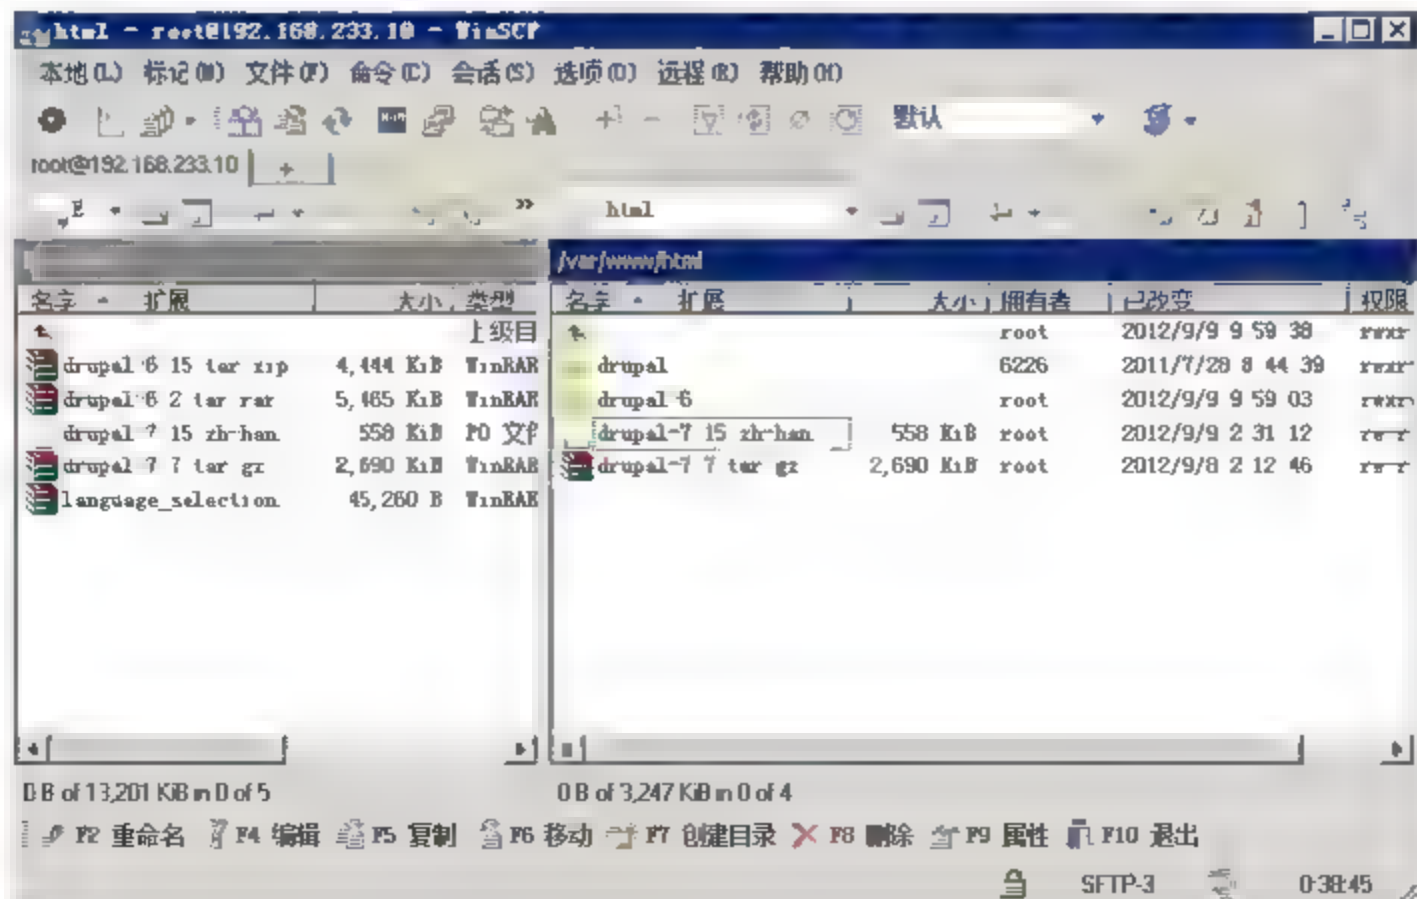 html - root@192.168.233.10 - WinSCP
本地(L) 标记(M) 文件(F) 命令(C) 会话(S) 选项(O) 远程(R) 帮助(H)
默认
root@192.168.233.10
html
/var/www/html
名字 扩展 大小 类型
名字 扩展 大小 拥有者 已改变 权限
上级目
root 2012/9/9 9 59 38 rwxr
drupal 6 15 tar zip 4,444 KiB WinRAR
drupal 6226 2011/7/28 8 44 39 rwxr
drupal 6 2 tar rar 5,465 KiB WinRAR
drupal 6 root 2012/9/9 9 59 03 rwxr
drupal 7 15 zh-han 558 KiB PO 文件
drupal-7 15 zh-han 558 KiB root 2012/9/9 2 31 12 rw-r
drupal 7 7 tar gz 2,690 KiB WinRAR
drupal-7 7 tar gz 2,690 KiB root 2012/9/8 2 12 46 rw-r
language_selection 45,260 B WinRAR
0 B of 13,201 KiB in 0 of 5
0 B of 3,247 KiB in 0 of 4
F2 重命名 F4 编辑 F5 复制 F6 移动 F7 创建目录 F8 删除 F9 属性 F10 退出
SFTP-3 0:38:45